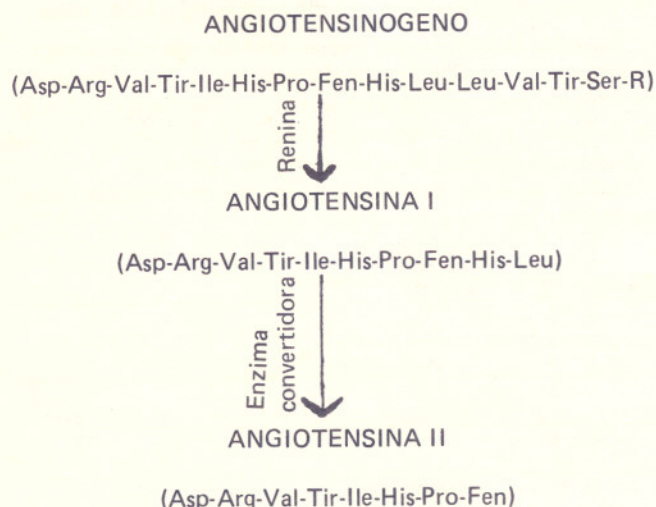 ANGIOTENSINOGENO
(Asp-Arg-Val-Tir-Ile-His-Pro-Fen-His-Leu-Leu-Val-Tir-Ser-R)
Renina
ANGIOTENSINA I
(Asp-Arg-Val-Tir-Ile-His-Pro-Fen-His-Leu)
Enzima
convertidora
ANGIOTENSINA II
(Asp-Arg-Val-Tir-Ile-His-Pro-Fen)